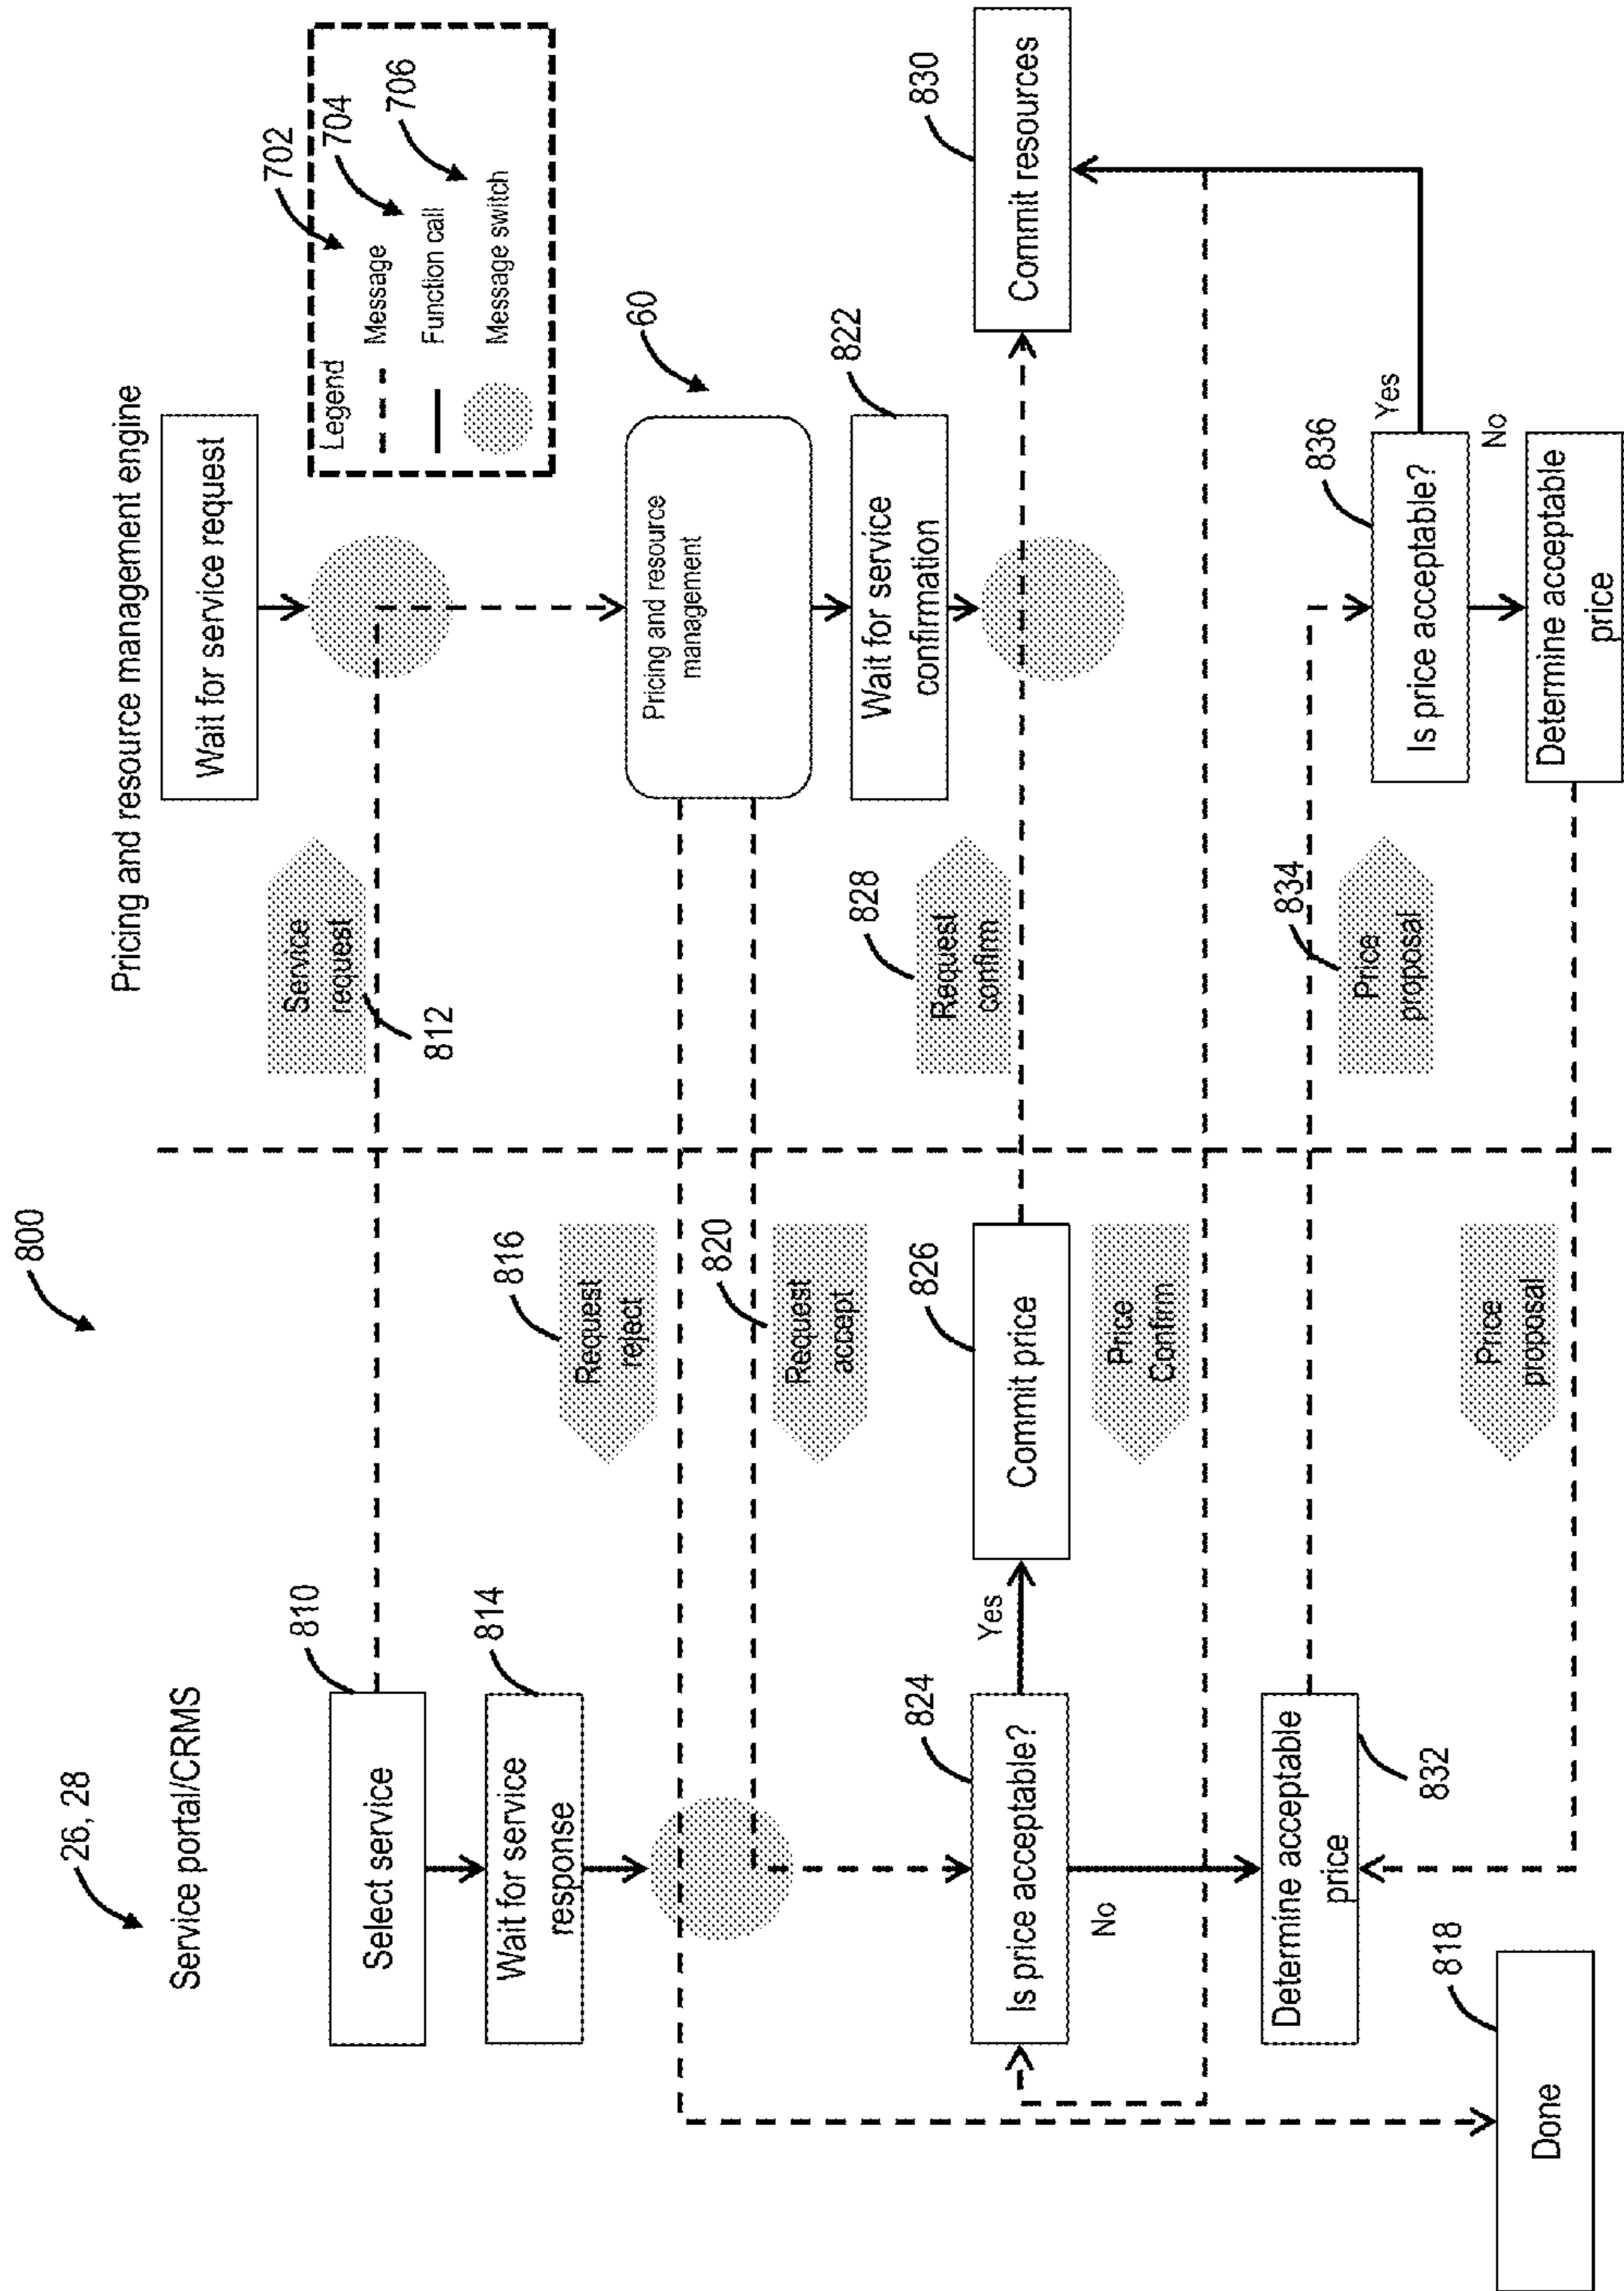 800
26, 28
Service portal/CRMS
Pricing and resource management engine
Legend
Message
702
Function call
704
Message switch
706
Select service
810
Service
request
812
Wait for service request
Wait for service
response
814
Request
reject
816
Request
accept
820
Pricing and resource
management
60
Wait for service
confirmation
822
Is price acceptable?
824
Yes
No
Commit price
826
Request
confirm
828
Commit resources
830
Price
Confirm
Determine acceptable
price
832
Price
proposal
834
Is price acceptable?
836
Yes
No
Determine acceptable
price
Price
proposal
Done
818